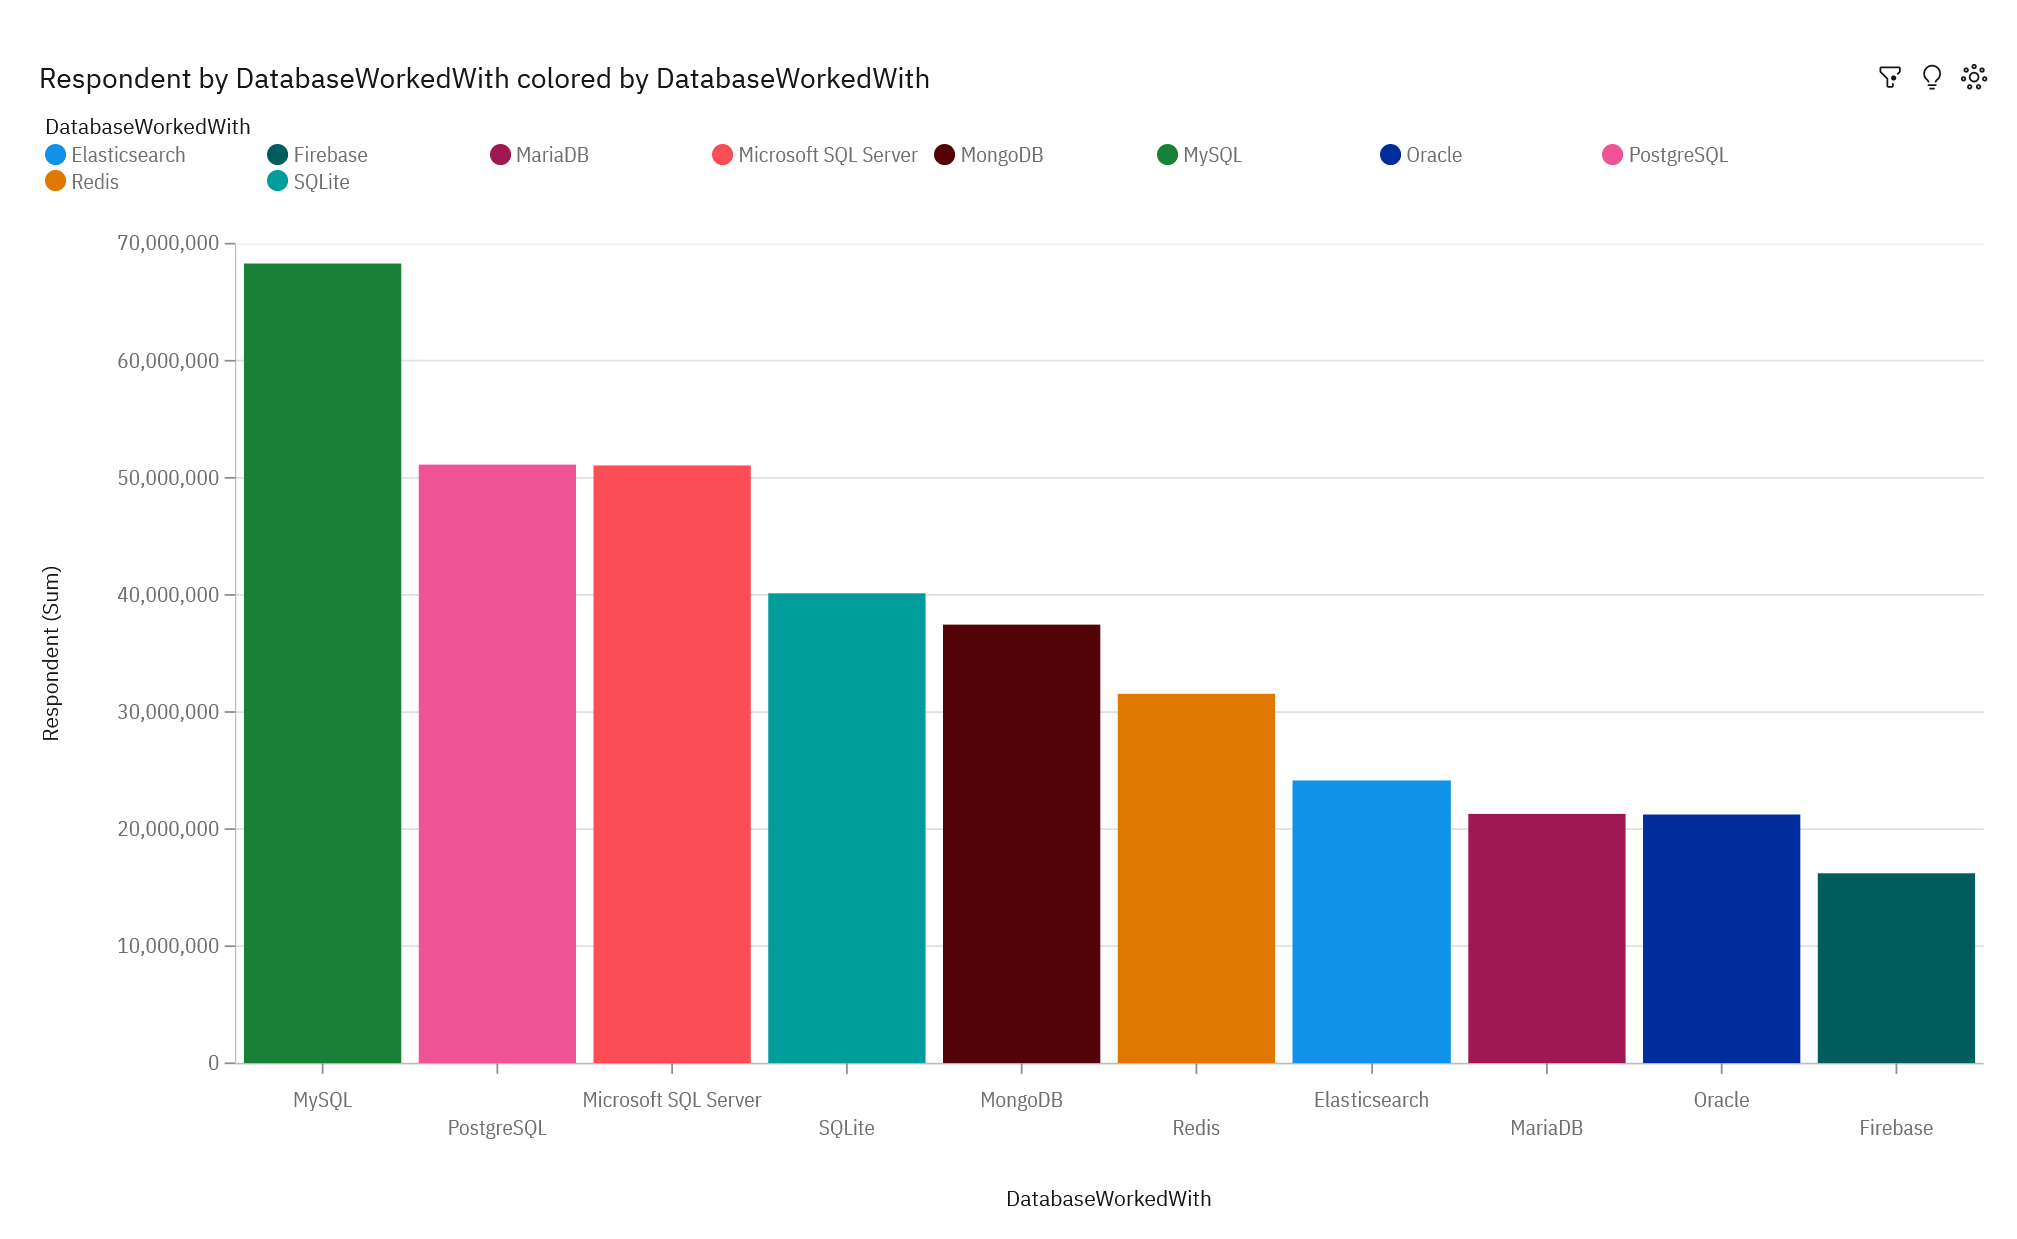 Respondent by DatabaseWorkedWith colored by DatabaseWorkedWith
DatabaseWorkedWith
Elasticsearch Firebase MariaDB Microsoft SQL Server MongoDB MySQL Oracle PostgreSQL
Redis SQLite
70,000,000
60,000,000
50,000,000
40,000,000
30,000,000
20,000,000
10,000,000
0
Respondent (Sum)
MySQL Microsoft SQL Server MongoDB Elasticsearch Oracle
PostgreSQL SQLite Redis MariaDB Firebase
DatabaseWorkedWith